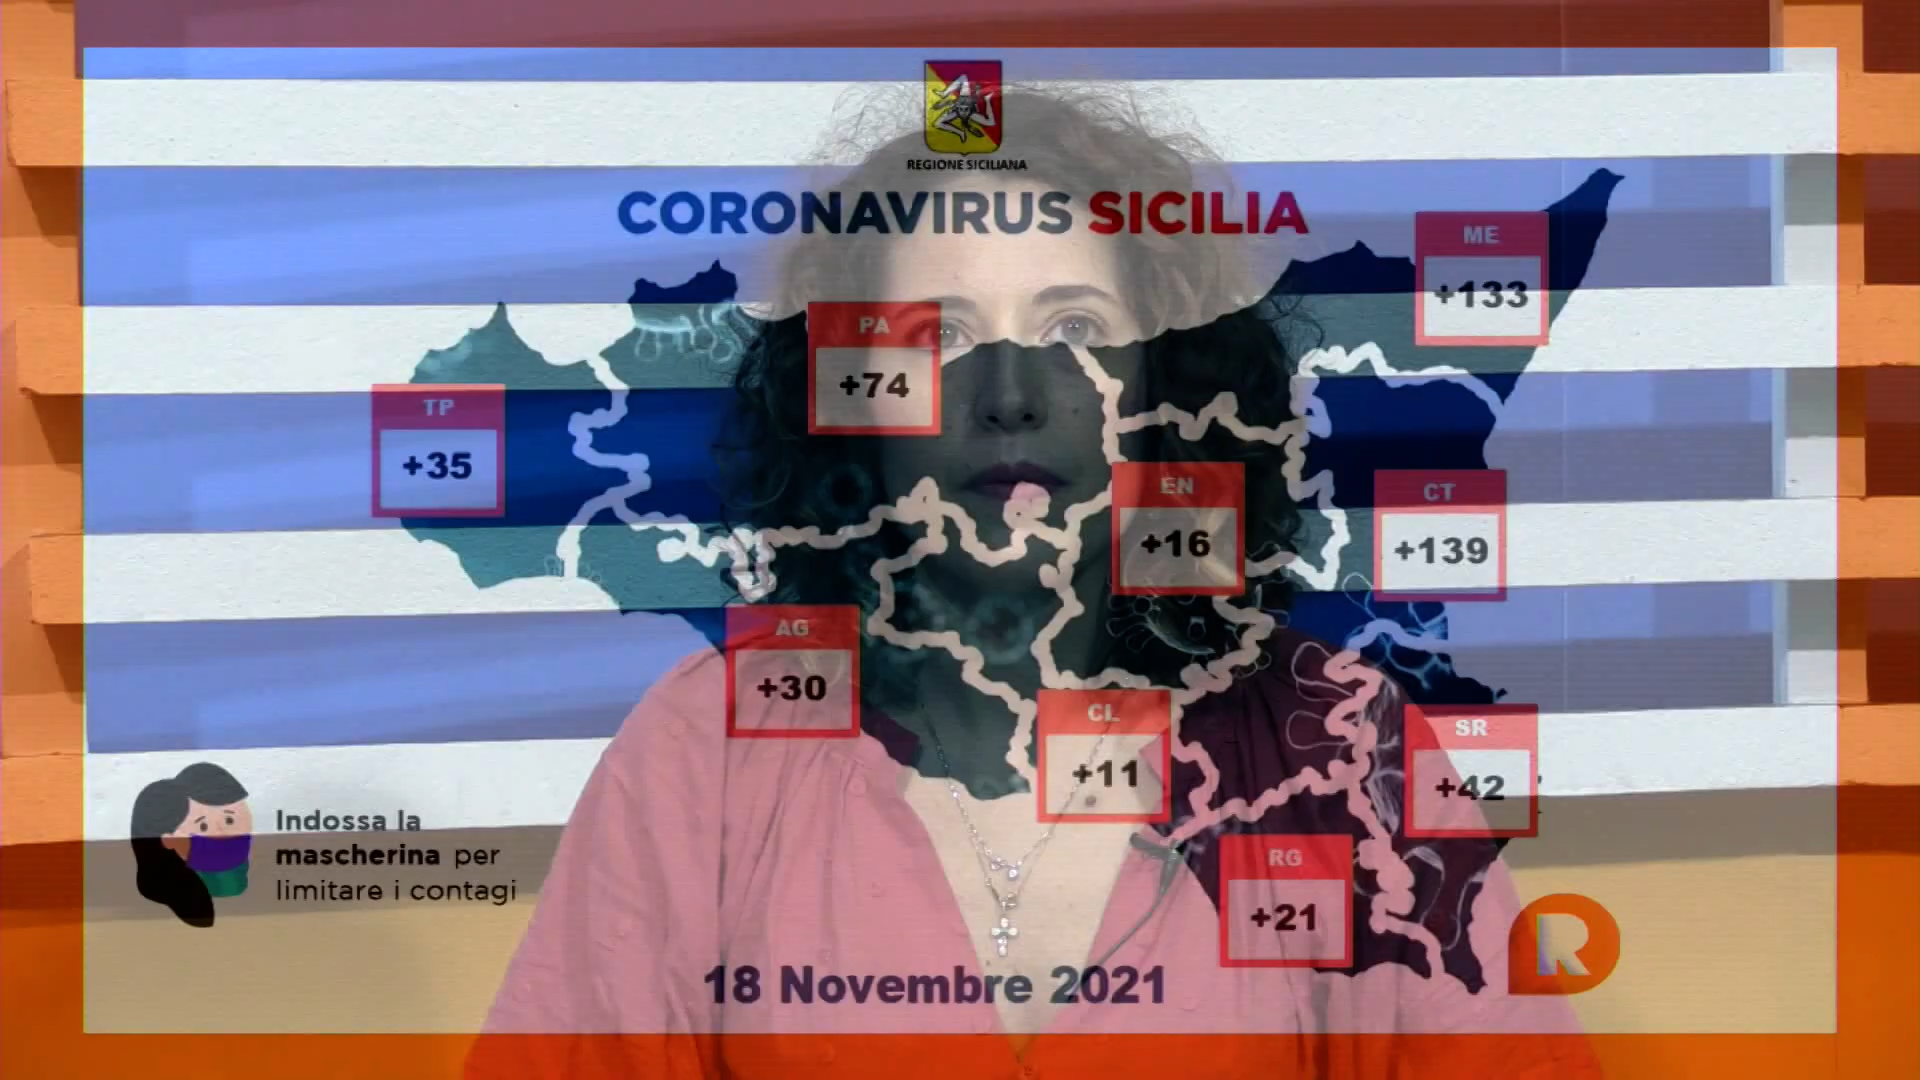 REGIONE SICILIANA
CORONAVIRUS SICILIA
ME
+133
PA
+74
TP
+35
EN
+16
CT
+139
AG
+30
CL
+11
SR
+42
RG
+21
Indossa la
mascherina per
limitare i contagi
R
18 Novembre 2021